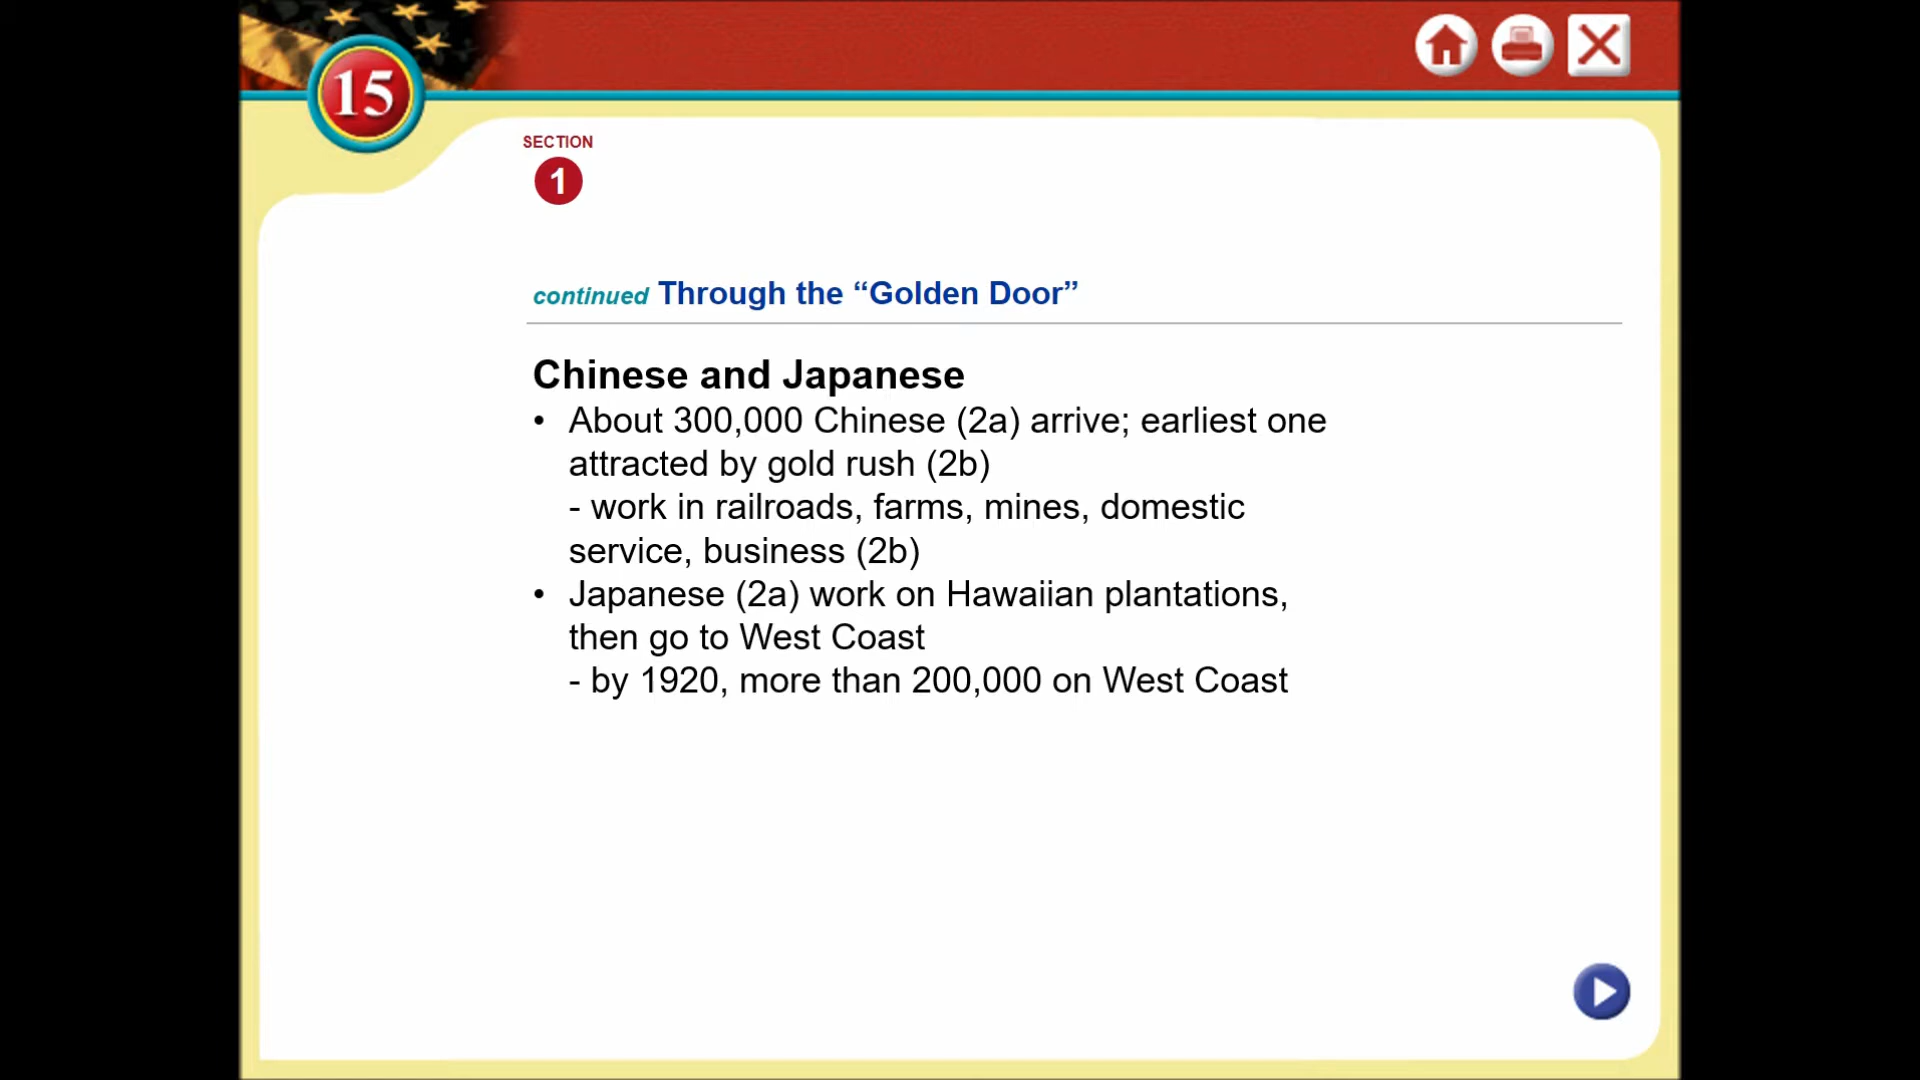 15
SECTION
1
continued Through the “Golden Door”
Chinese and Japanese
• About 300,000 Chinese (2a) arrive; earliest one
attracted by gold rush (2b)
- work in railroads, farms, mines, domestic
service, business (2b)
• Japanese (2a) work on Hawaiian plantations,
then go to West Coast
- by 1920, more than 200,000 on West Coast